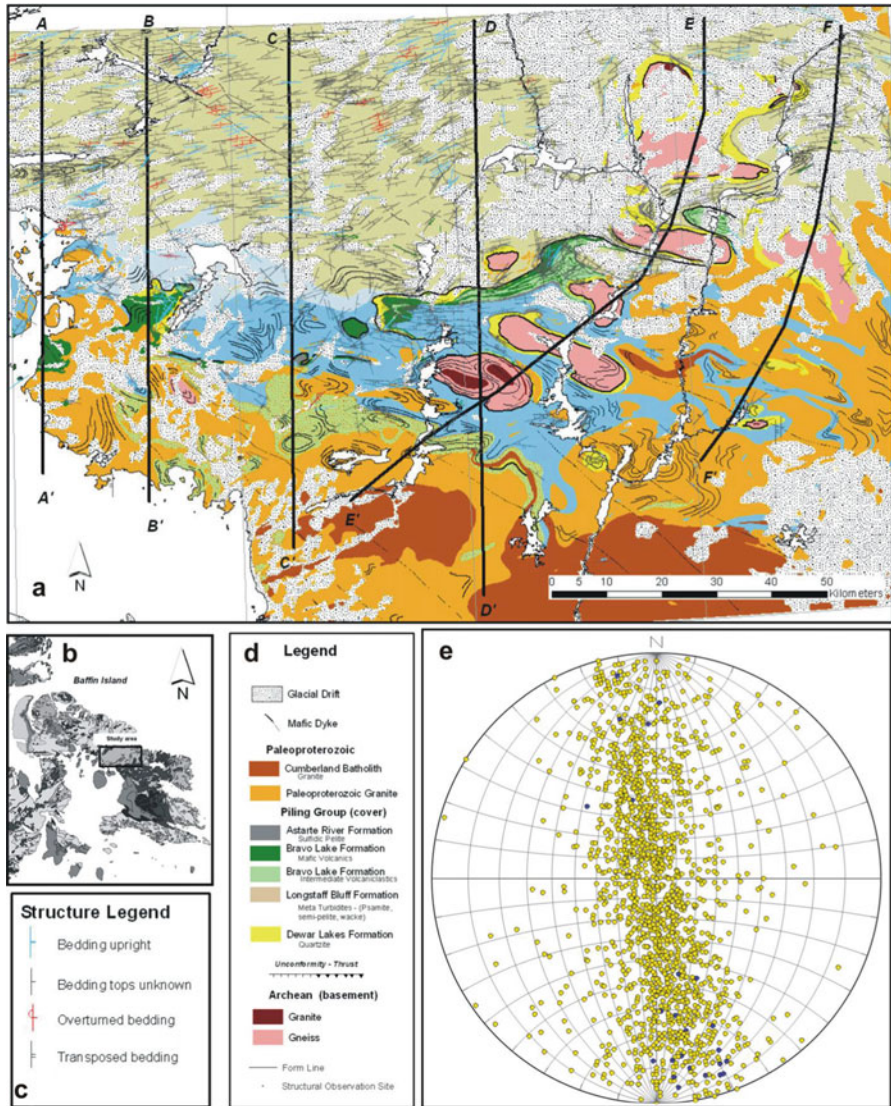 A
B
C
D
E
F
A'
B'
C'
E'
D'
F'
N
a
0 5 10 20 30 40 50
Kilometers
b
Baffin Island
N
Study area
Structure Legend
Bedding upright
Bedding tops unknown
Overturned bedding
Transposed bedding
c
d
Legend
Glacial Drift
Mafic Dyke
Paleoproterozoic
Cumberland Batholith
Granite
Paleoproterozoic Granite
Piling Group (cover)
Astarte River Formation
Sulfidic Pelite
Bravo Lake Formation
Mafic Volcanics
Bravo Lake Formation
Intermediate Volcaniclastics
Longstaff Bluff Formation
Meta Turbidites - (Psamite,
semi-pelite, wacke)
Dewar Lakes Formation
Quartzite
Unconformity - Thrust
Archean (basement)
Granite
Gneiss
Form Line
Structural Observation Site
e
N